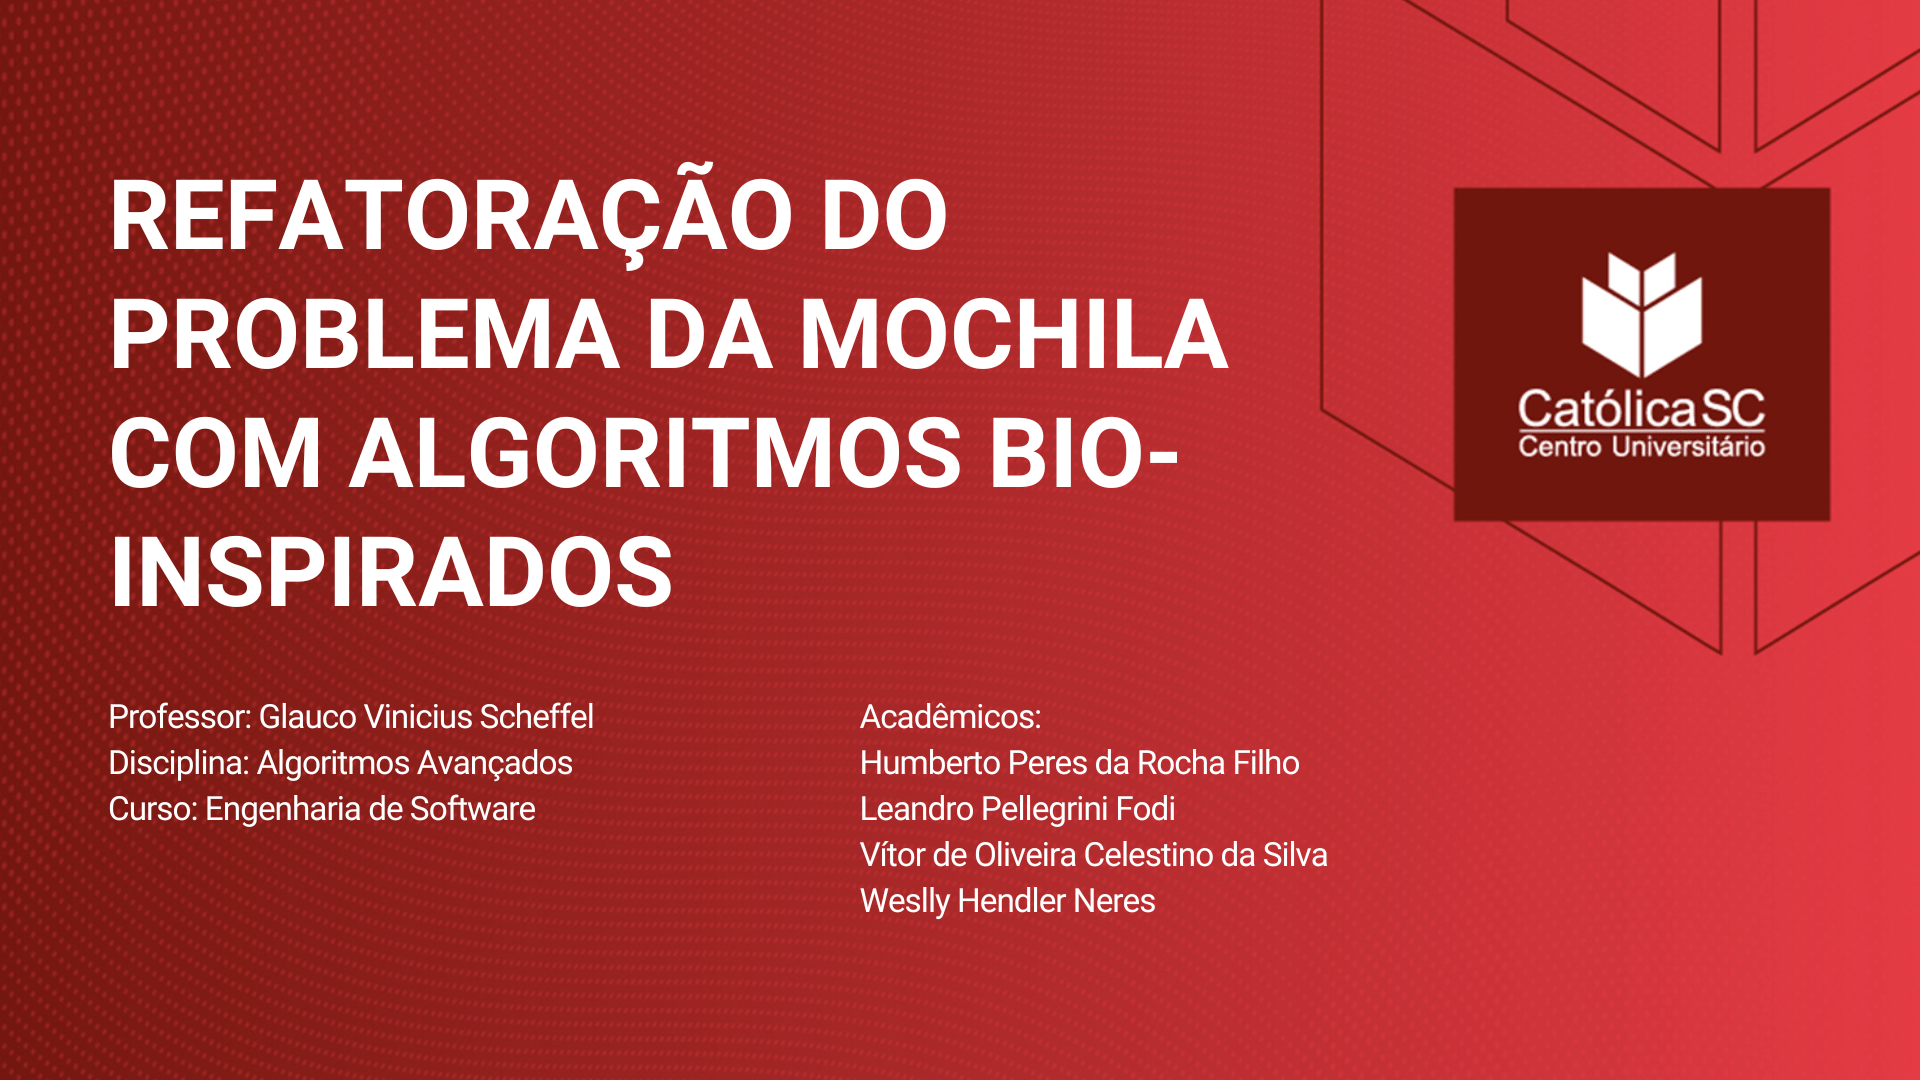 REFATORAÇÃO DO
PROBLEMA DA MOCHILA
COM ALGORITMOS BIO-
INSPIRADOS
CatólicaSC
Centro Universitário
Professor: Glauco Vinicius Scheffel
Disciplina: Algoritmos Avançados
Curso: Engenharia de Software
Acadêmicos:
Humberto Peres da Rocha Filho
Leandro Pellegrini Fodi
Vítor de Oliveira Celestino da Silva
Weslly Hendler Neres